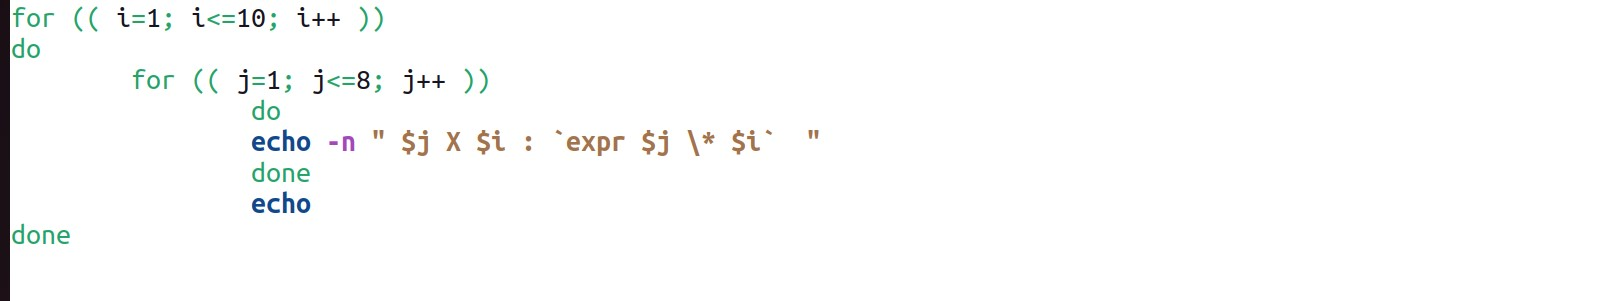 for (( i=1; i<=10; i++ ))
do
        for (( j=1; j<=8; j++ ))
                do
                echo -n " $j X $i : `expr $j \* $i`  "
                done
                echo
done